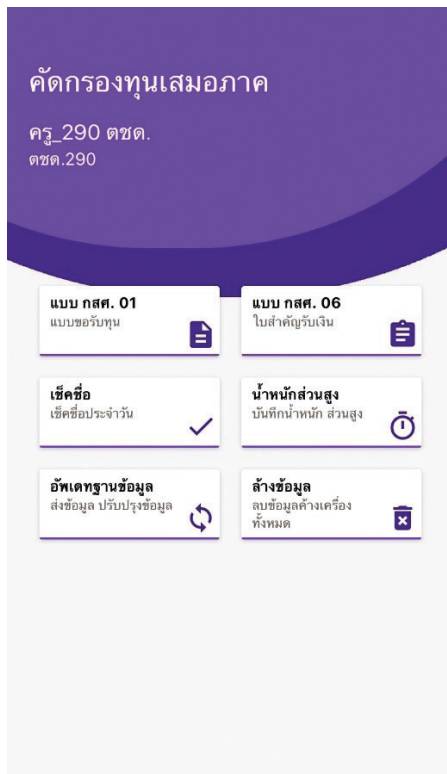 คัดกรองทุนเสมอภาค
ครู_290 ตชด.
ตชด.290
แบบ กสศ. 01
แบบขอรับทุน
แบบ กสศ. 06
ใบสำคัญรับเงิน
เช็คชื่อ
เช็คชื่อประจำวัน
น้ำหนักส่วนสูง
บันทึกน้ำหนัก ส่วนสูง
อัพเดทฐานข้อมูล
ส่งข้อมูล ปรับปรุงข้อมูล
ล้างข้อมูล
ลบข้อมูลค้างเครื่อง
ทั้งหมด